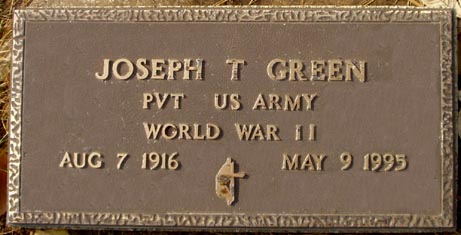 JOSEPH T GREEN
PVT US ARMY
WORLD WAR II
AUG 7 1916 MAY 9 1995